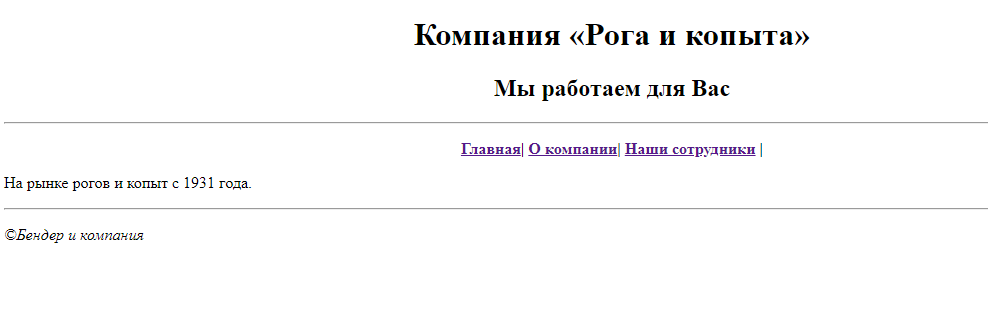 Компания «Рога и копыта»
Мы работаем для Вас
Главная| О компании| Наши сотрудники |
На рынке рогов и копыт с 1931 года.
©Бендер и компания